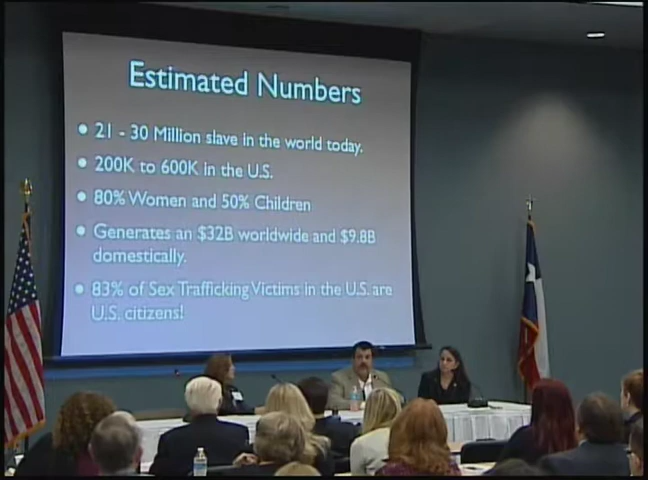 Estimated Numbers
• 21 - 30 Million slave in the world today.
• 200K to 600K in the U.S.
• 80% Women and 50% Children
• Generates an $32B worldwide and $9.8B
domestically.
• 83% of Sex Trafficking Victims in the U.S. are
U.S. citizens!